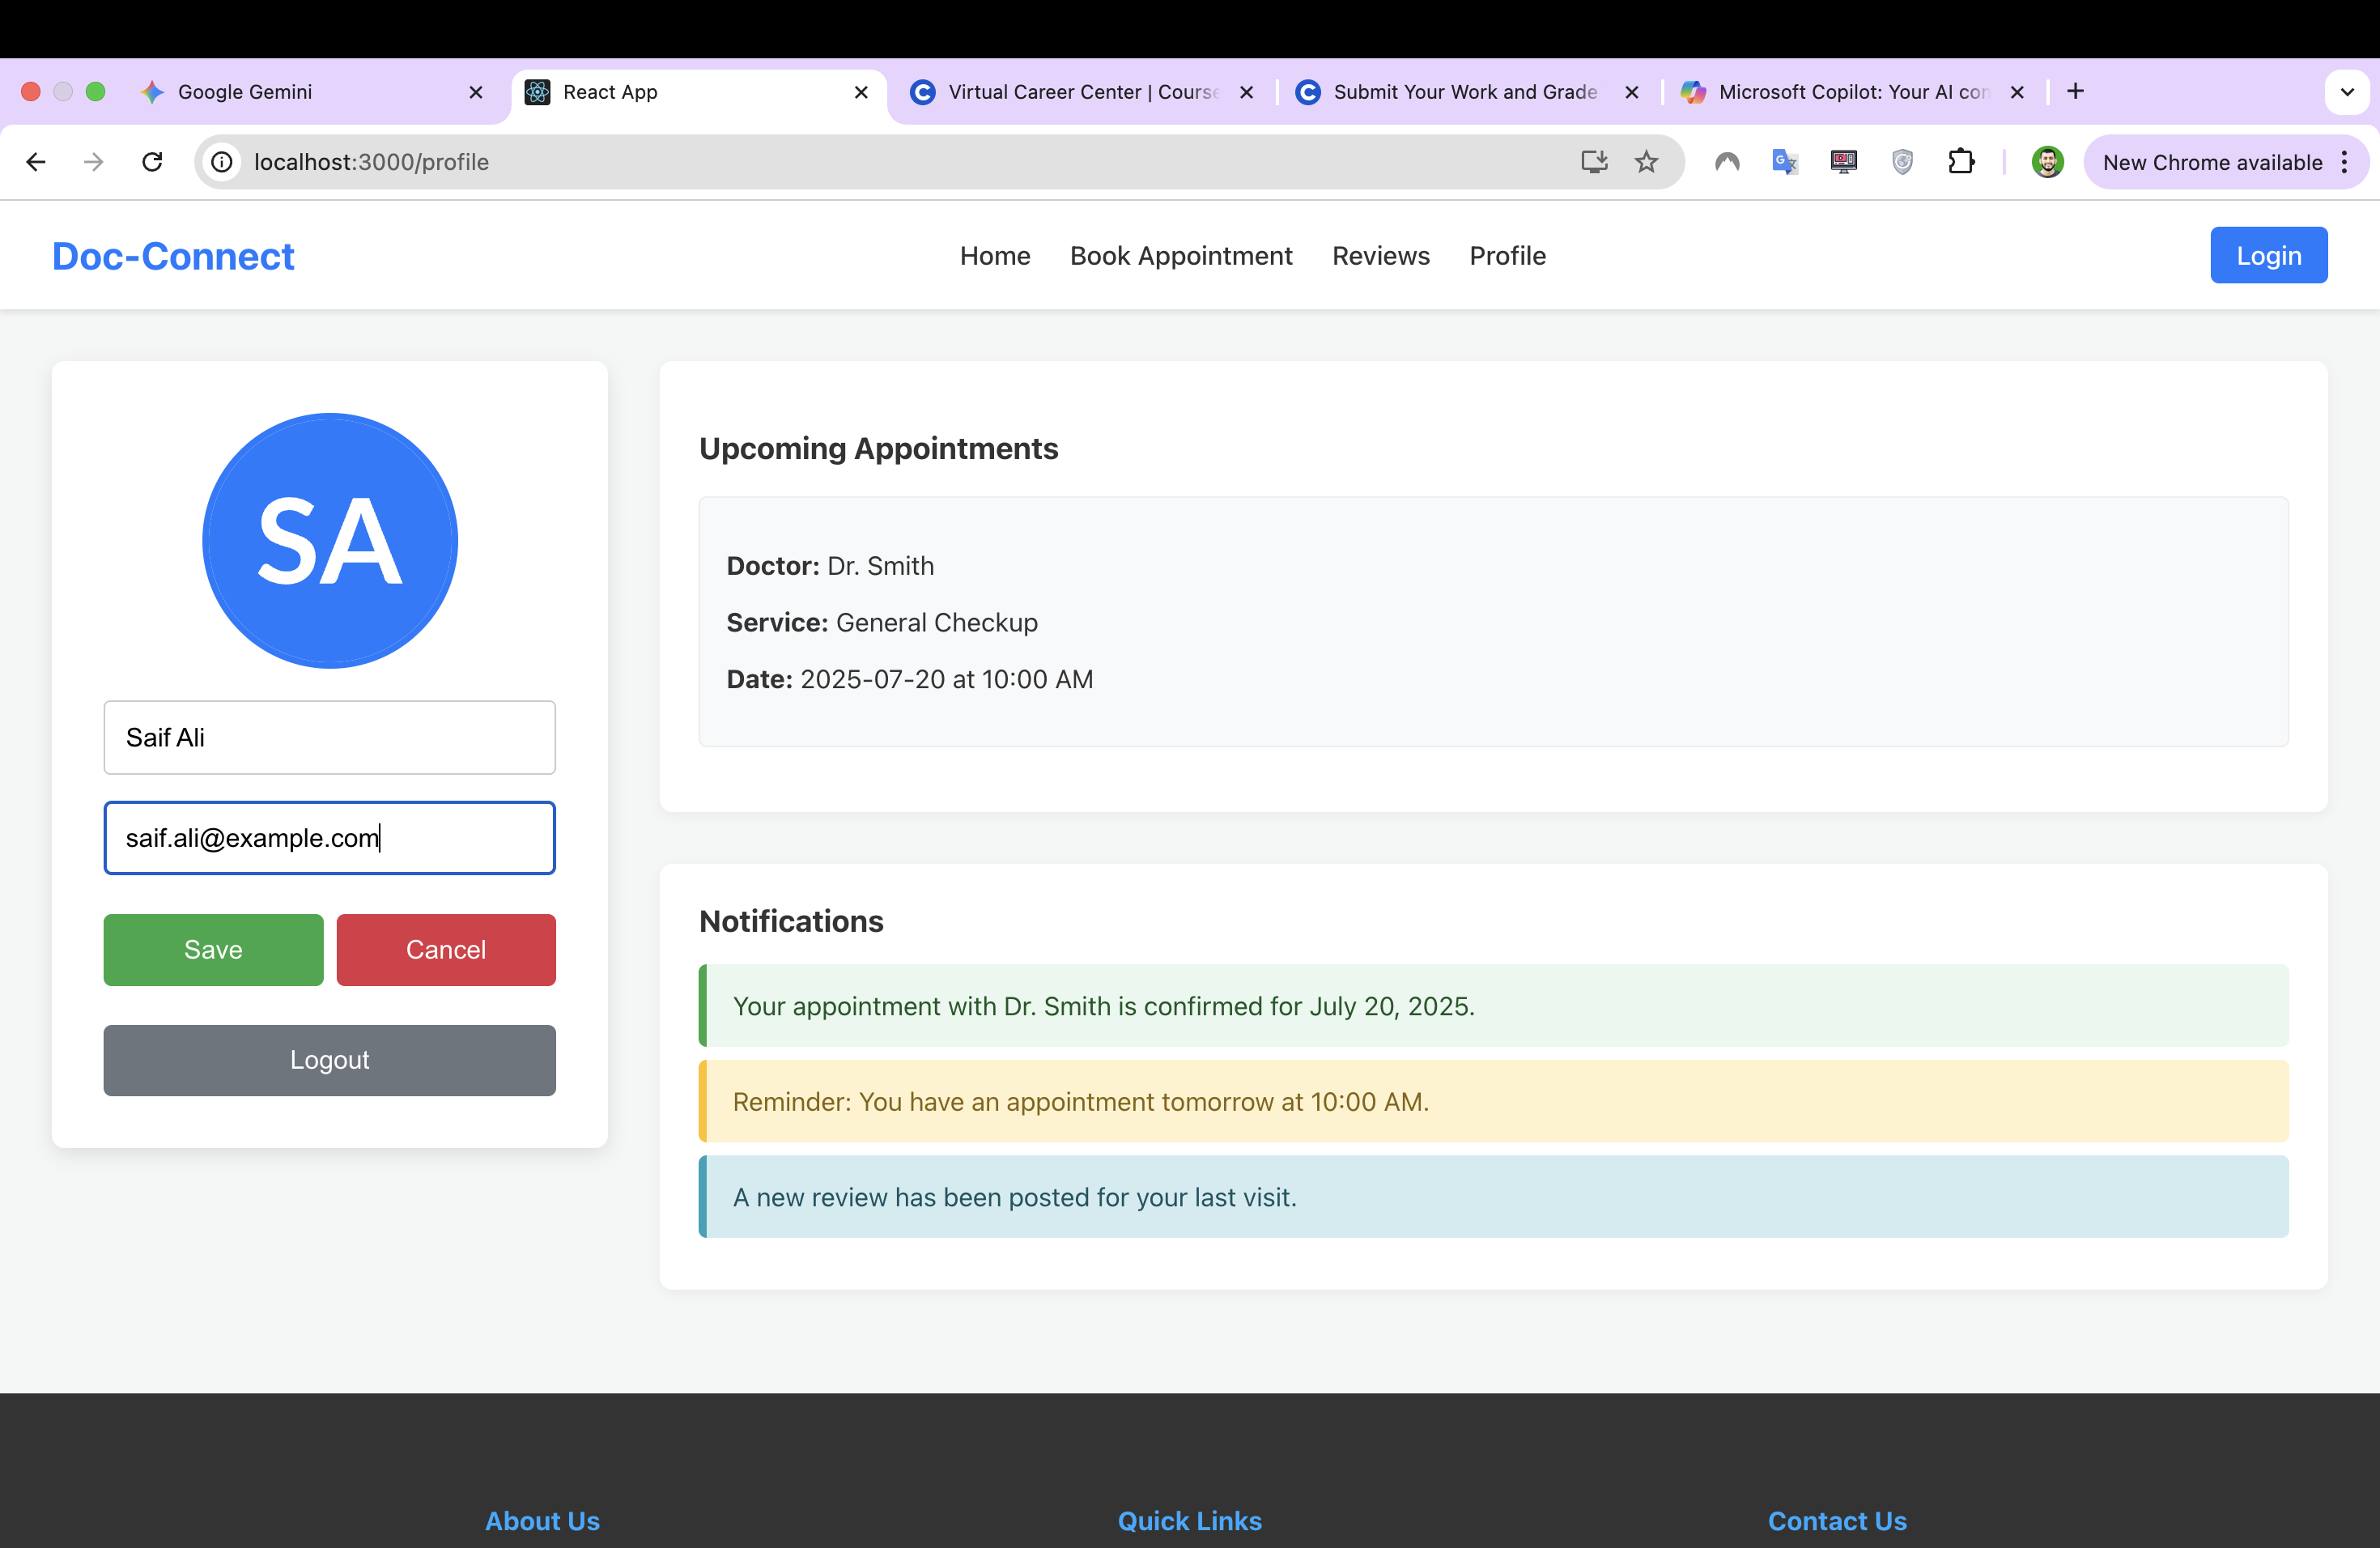 Google Gemini
React App
Virtual Career Center | Course
Submit Your Work and Grade
Microsoft Copilot: Your AI con
localhost:3000/profile
New Chrome available
Doc-Connect
Home
Book Appointment
Reviews
Profile
Login
SA
Saif Ali
saif.ali@example.com
Save
Cancel
Logout
Upcoming Appointments
Doctor: Dr. Smith
Service: General Checkup
Date: 2025-07-20 at 10:00 AM
Notifications
Your appointment with Dr. Smith is confirmed for July 20, 2025.
Reminder: You have an appointment tomorrow at 10:00 AM.
A new review has been posted for your last visit.
About Us
Quick Links
Contact Us